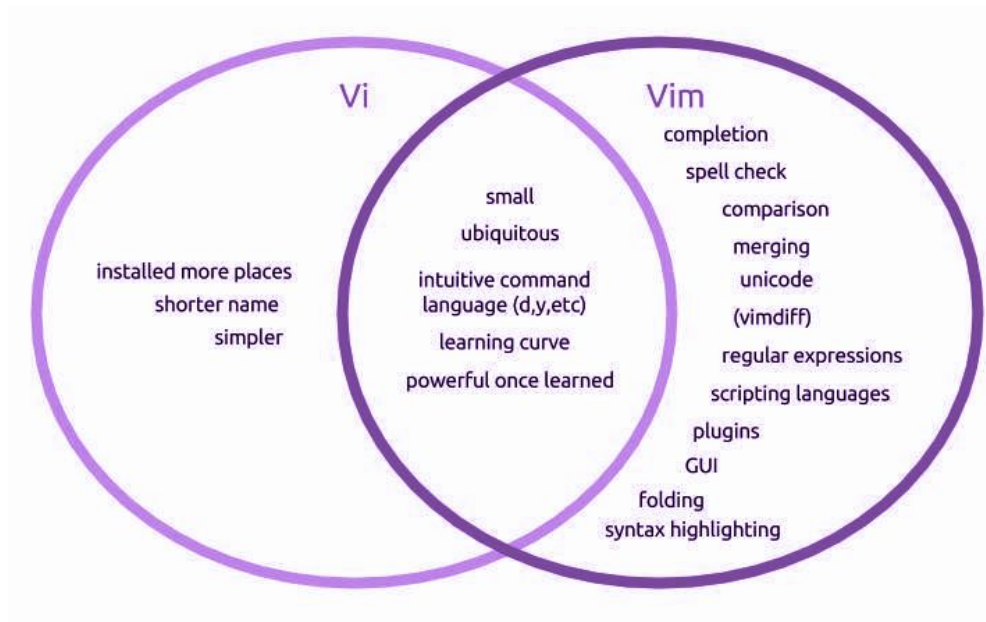 Vi
installed more places
shorter name
simpler
small
ubiquitous
intuitive command
language (d,y,etc)
learning curve
powerful once learned
Vim
completion
spell check
comparison
merging
unicode
(vimdiff)
regular expressions
scripting languages
plugins
GUI
folding
syntax highlighting